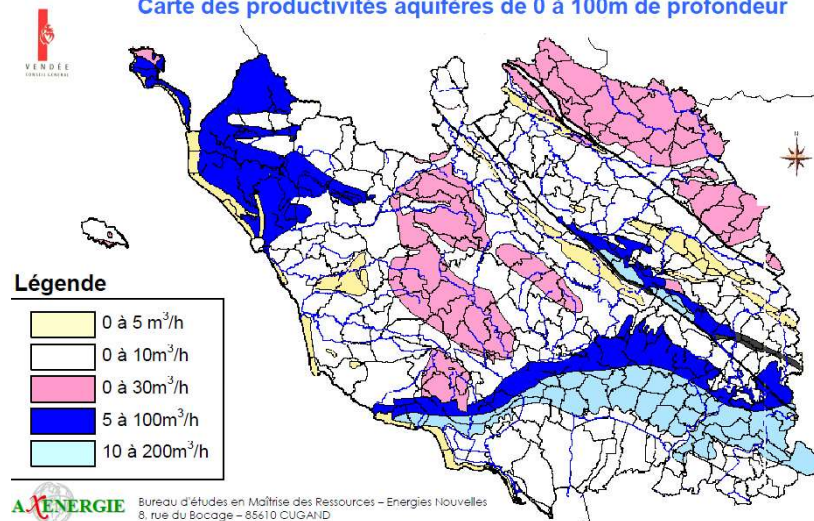 Carte des productivités aquifères de 0 à 100m de profondeur
VENDÉE
CONSEIL GENERAL
N
Légende
0 à 5 m³/h
0 à 10m³/h
0 à 30m³/h
5 à 100m³/h
10 à 200m³/h
AXENERGIE
Bureau d'études en Maîtrise des Ressources – Energies Nouvelles
8, rue du Bocage – 85610 CUGAND